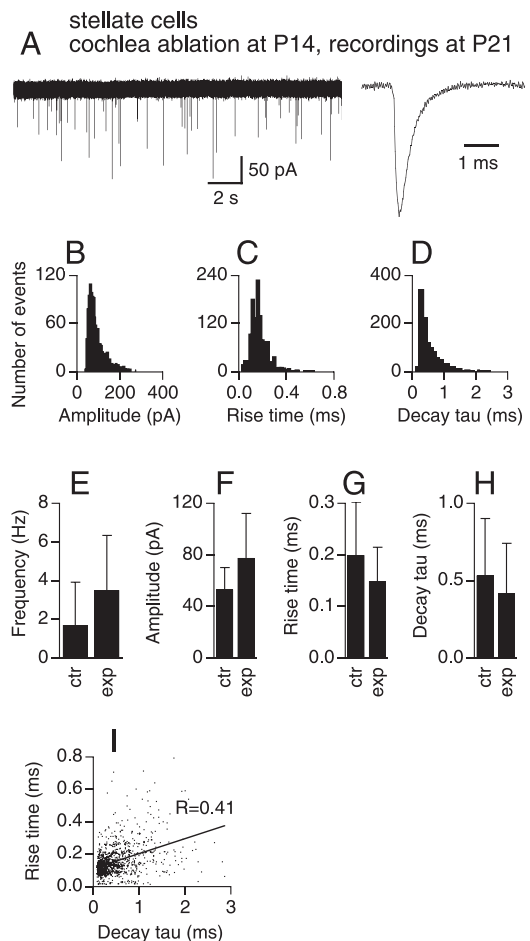 A
stellate cells
cochlea ablation at P14, recordings at P21
50 pA
2 s
1 ms
B
C
D
Number of events
120
60
0
0 200 400
Amplitude (pA)
240
120
0
0.0 0.4 0.8
Rise time (ms)
400
200
0
0 1 2 3
Decay tau (ms)
E
F
G
H
Frequency (Hz)
8
6
4
2
0
ctr
exp
Amplitude (pA)
120
80
40
0
ctr
exp
Rise time (ms)
0.3
0.2
0.1
0.0
ctr
exp
Decay tau (ms)
1.0
0.5
0.0
ctr
exp
I
Rise time (ms)
0.8
0.6
0.4
0.2
0.0
R=0.41
0 1 2 3
Decay tau (ms)